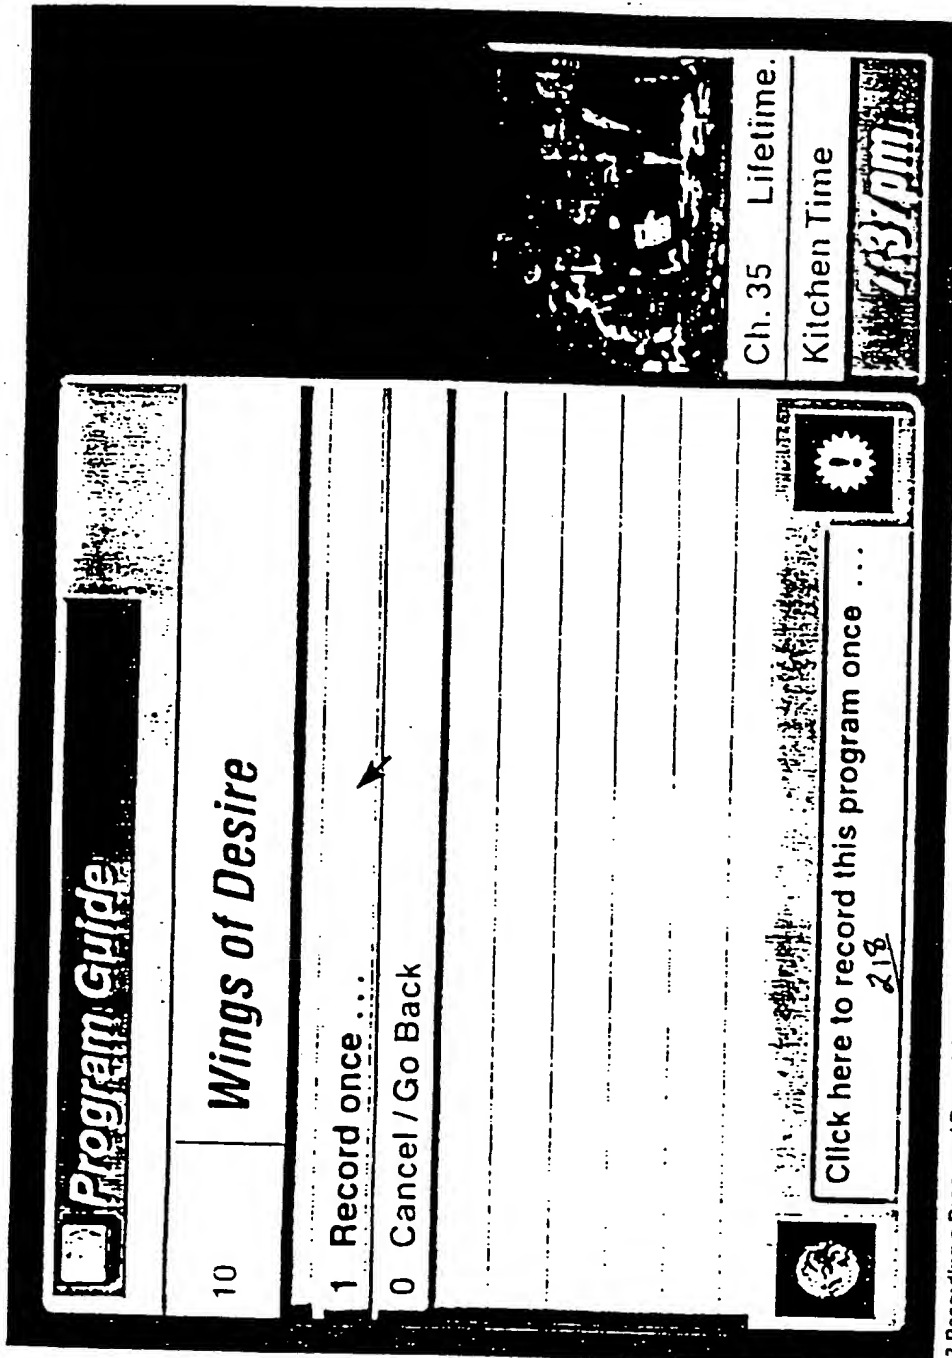 Program Guide
10 Wings of Desire
1 Record once ...
0 Cancel / Go Back
Click here to record this program once ...
218
Ch. 35 Lifetime.
Kitchen Time